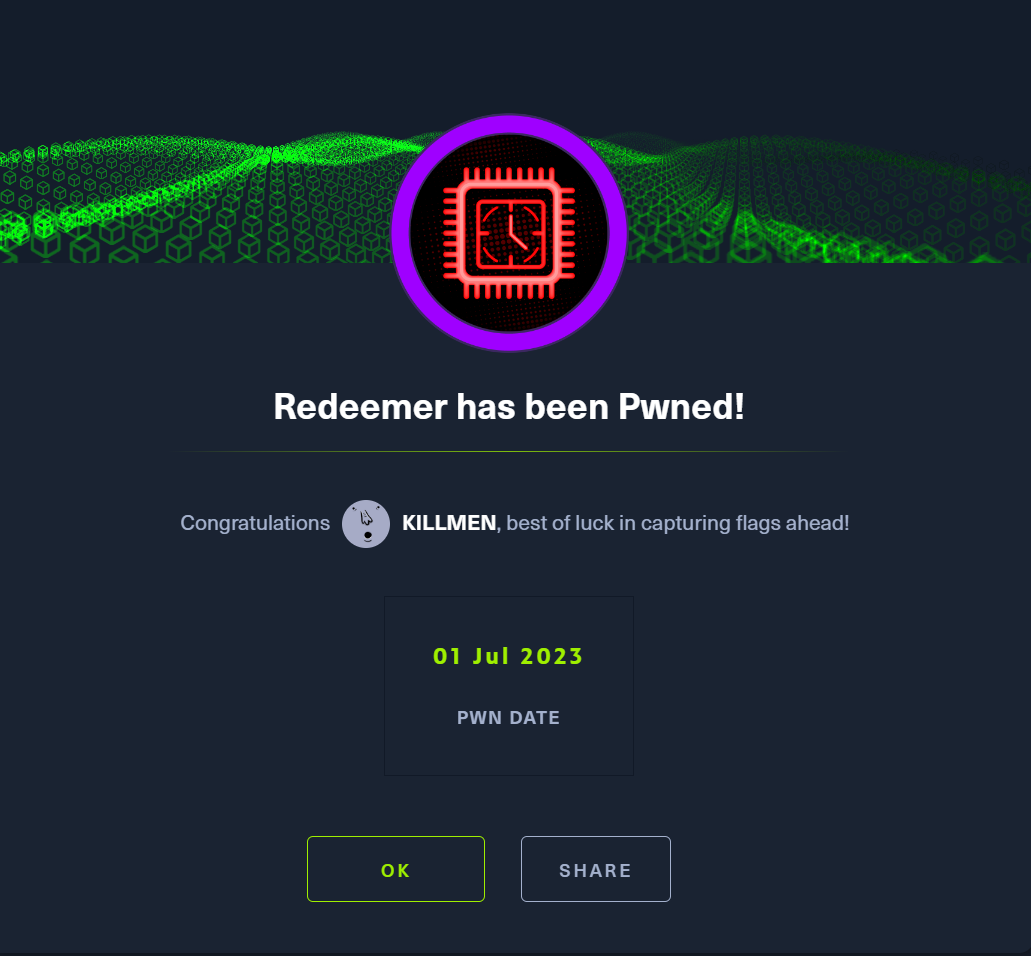 Redeemer has been Pwned!
Congratulations KILLMEN, best of luck in capturing flags ahead!
01 Jul 2023
PWN DATE
OK
SHARE